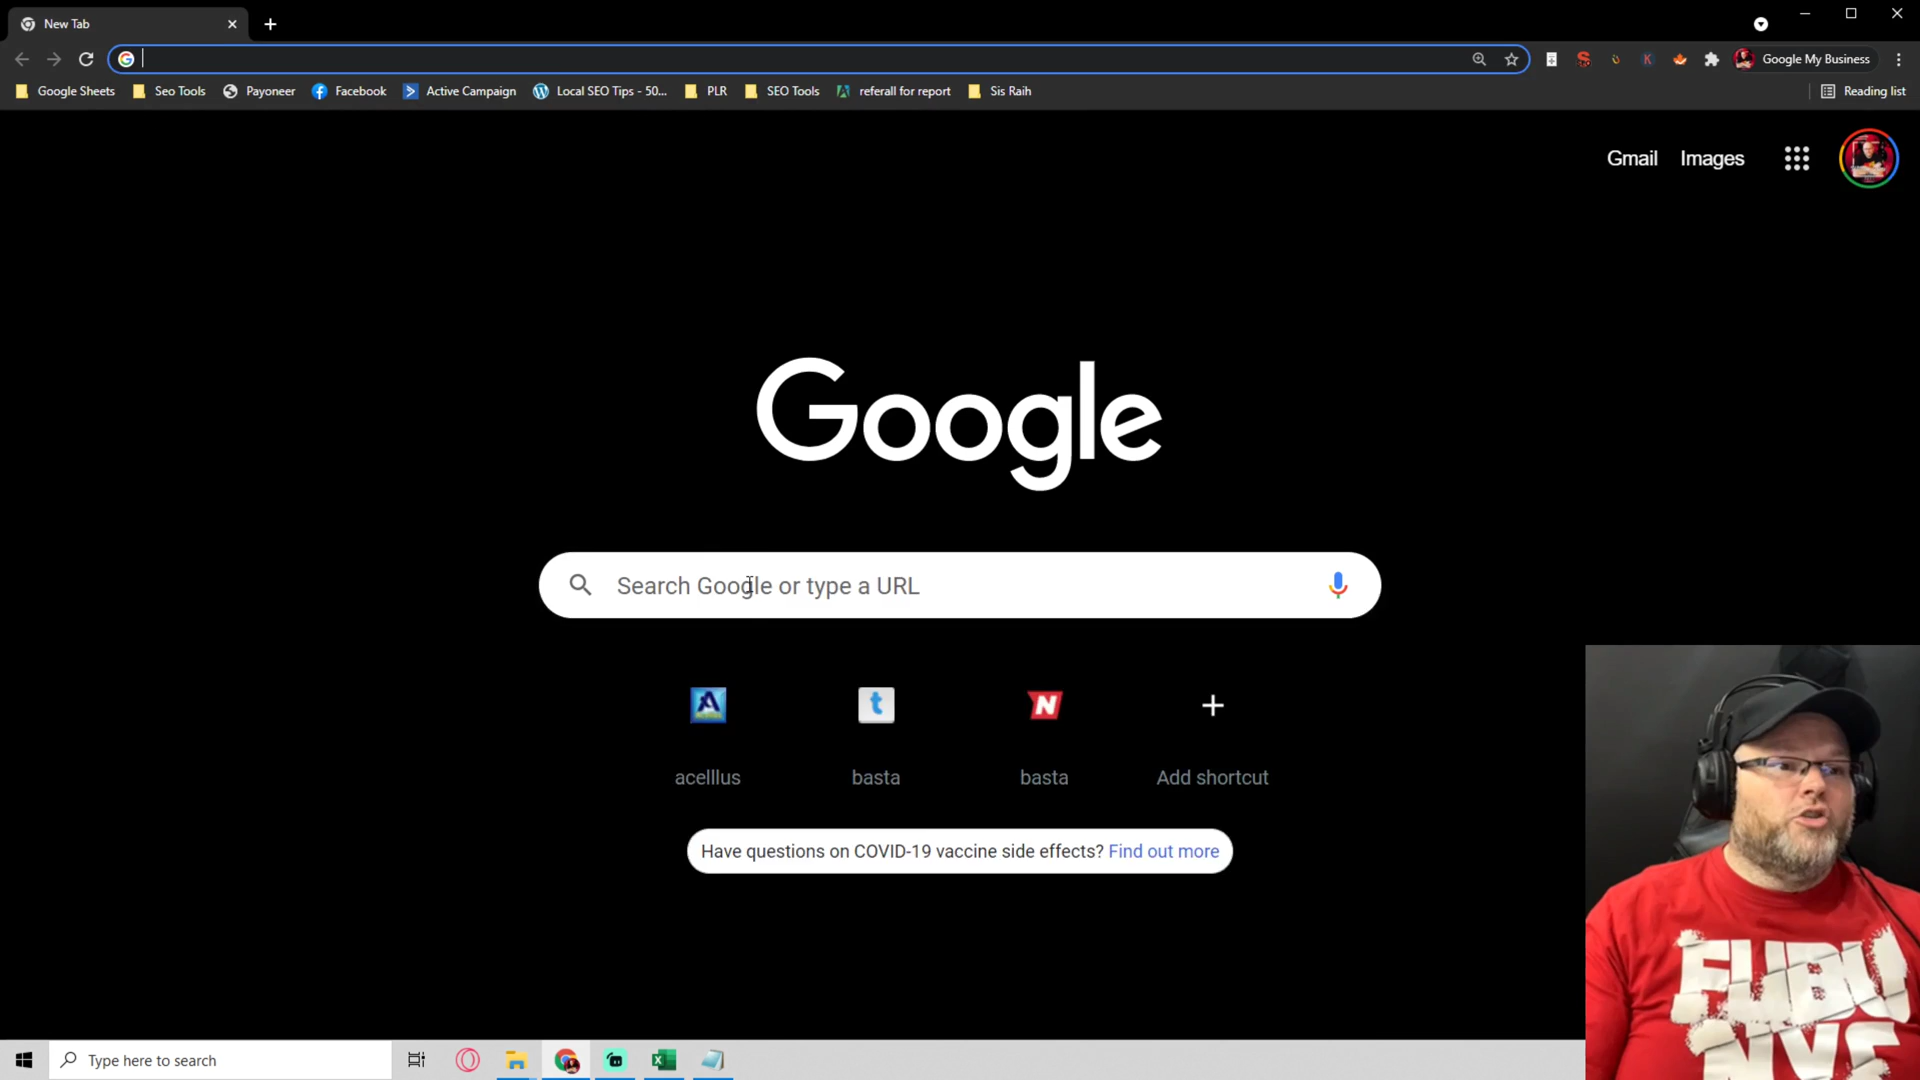 New Tab
Google My Business
Google Sheets
Seo Tools
Payoneer
Facebook
Active Campaign
Local SEO Tips - 50...
PLR
SEO Tools
referall for report
Sis Raih
Reading list
Gmail
Images
Google
Search Google or type a URL
acelllus
basta
basta
Add shortcut
Have questions on COVID-19 vaccine side effects? Find out more
FUBU
NYC
Type here to search